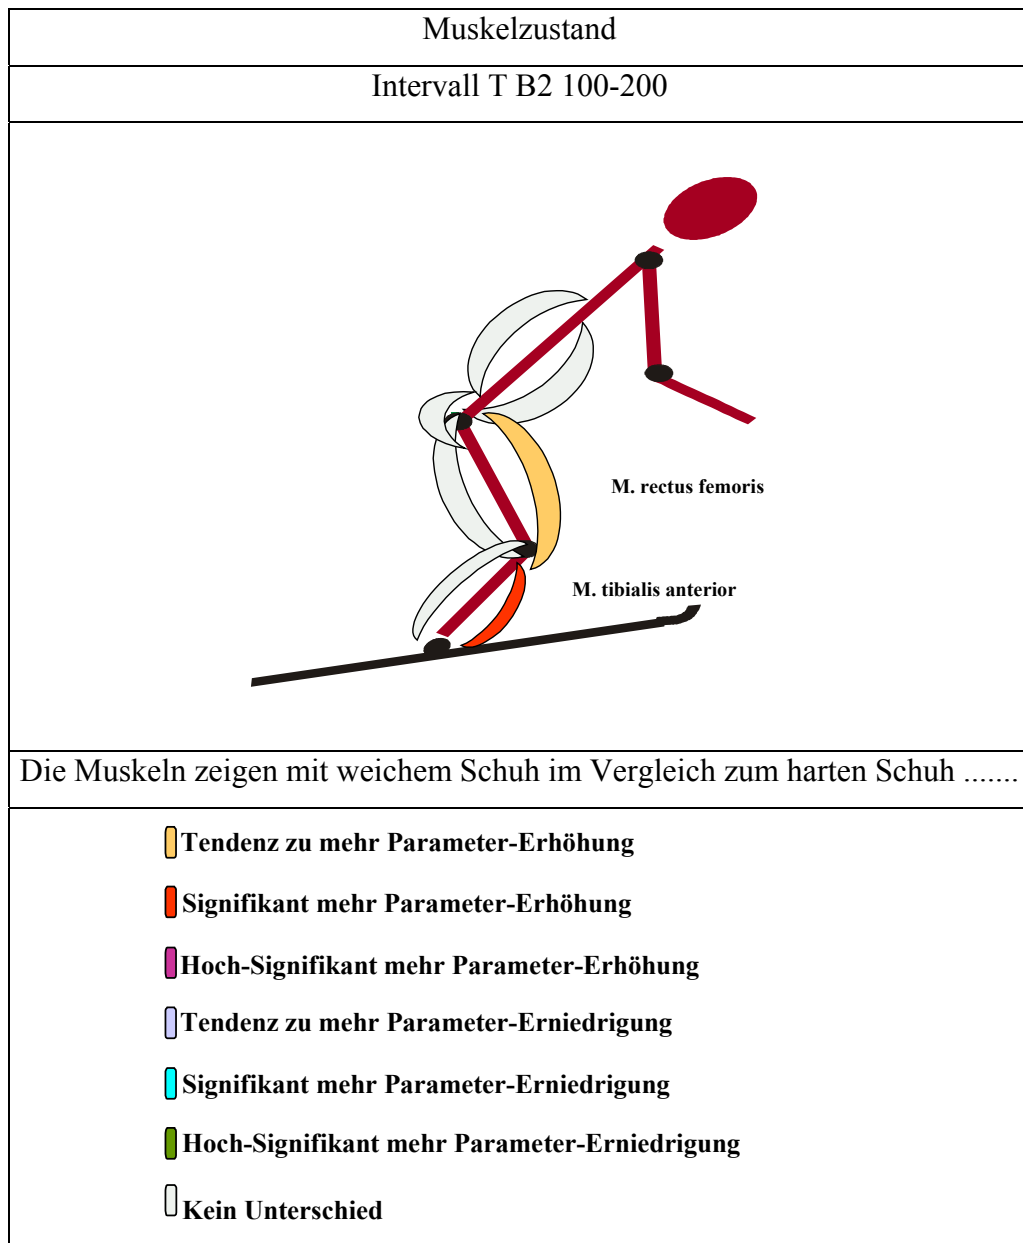 Muskelzustand
Intervall T B2 100-200
M. rectus femoris
M. tibialis anterior
Die Muskeln zeigen mit weichem Schuh im Vergleich zum harten Schuh .......
Tendenz zu mehr Parameter-Erhöhung
Signifikant mehr Parameter-Erhöhung
Hoch-Signifikant mehr Parameter-Erhöhung
Tendenz zu mehr Parameter-Erniedrigung
Signifikant mehr Parameter-Erniedrigung
Hoch-Signifikant mehr Parameter-Erniedrigung
Kein Unterschied